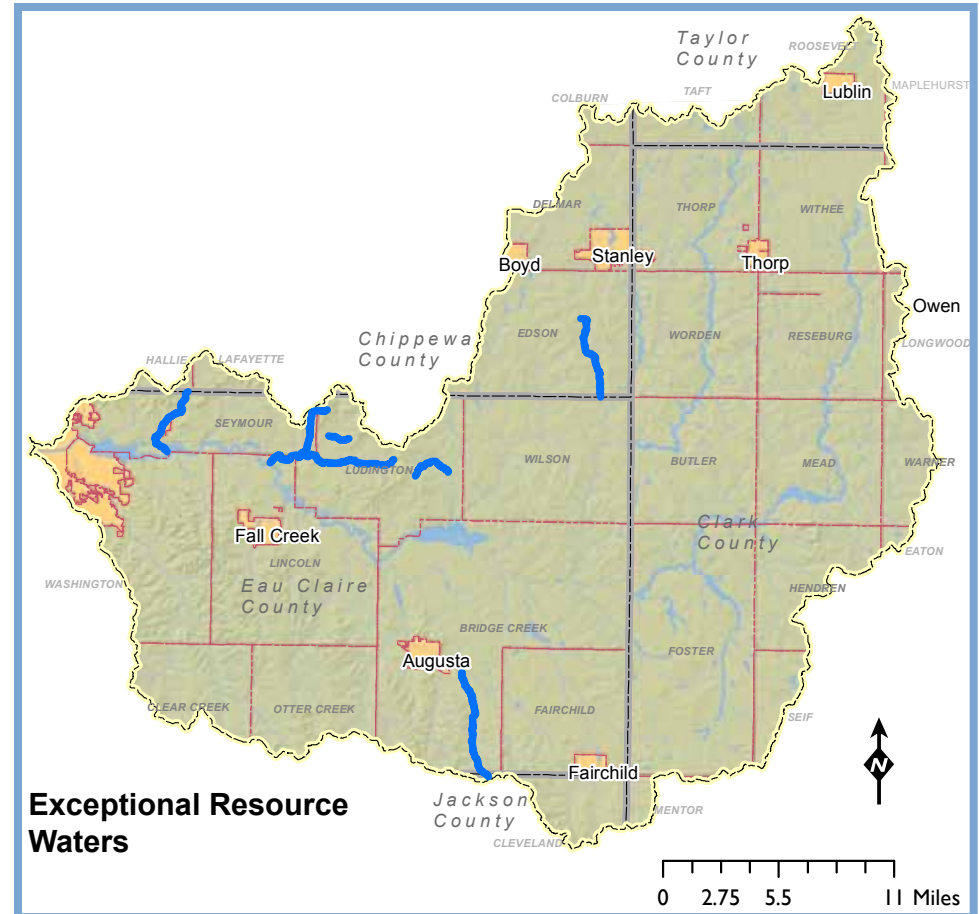 Taylor
County
ROOSEVELT
Lublin
MAPLEHURST
TAFT
COLBURN
DELMAR
THORP
WITHEE
Boyd
Stanley
Thorp
Owen
Chippewa
County
EDSON
WORDEN
RESEBURG
LONGWOOD
HALLIE
LAFAYETTE
SEYMOUR
LUDINGTON
WILSON
BUTLER
MEAD
WARNER
Fall Creek
Clark
County
EATON
LINCOLN
WASHINGTON
Eau Claire
County
HENDREN
BRIDGE CREEK
FOSTER
Augusta
CLEAR CREEK
OTTER CREEK
FAIRCHILD
SEIF
N
Fairchild
Exceptional Resource
Waters
Jackson
County
MENTOR
CLEVELAND
0 2.75 5.5 11 Miles